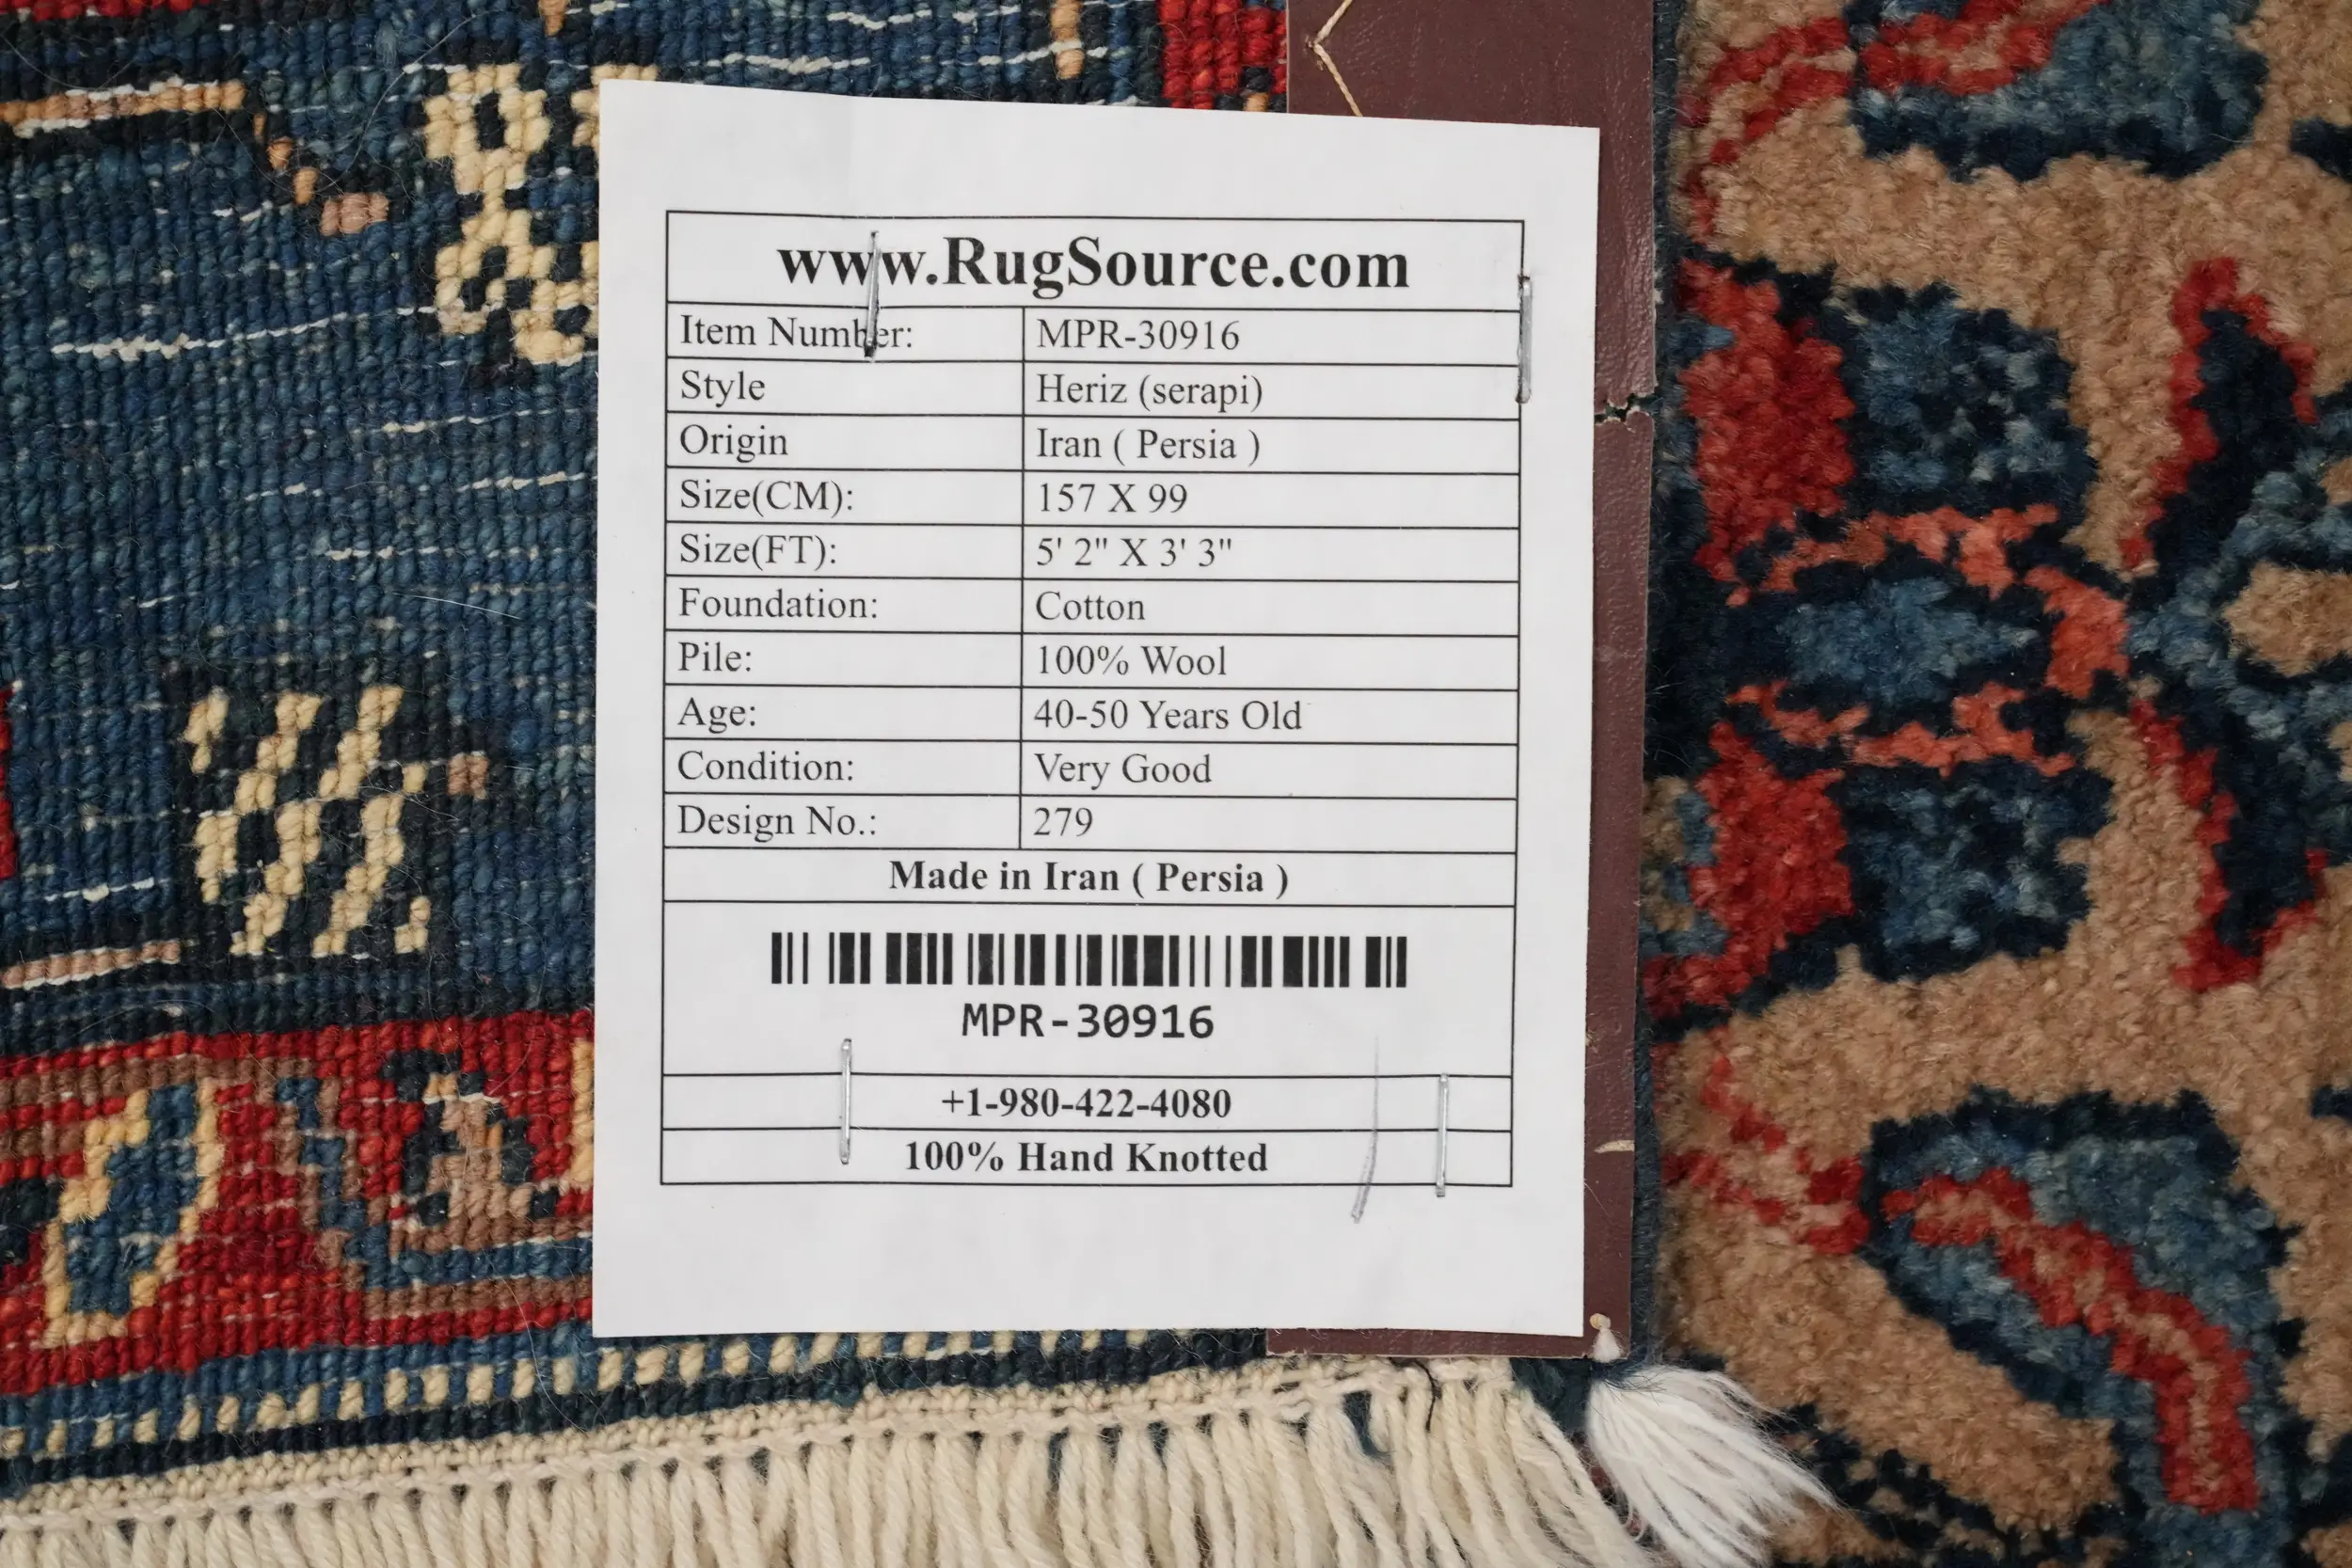 www.RugSource.com
Item Number: MPR-30916
Style Heriz (serapi)
Origin Iran ( Persia )
Size(CM): 157 X 99
Size(FT): 5' 2" X 3' 3"
Foundation: Cotton
Pile: 100% Wool
Age: 40-50 Years Old
Condition: Very Good
Design No.: 279
Made in Iran ( Persia )
MPR-30916
+1-980-422-4080
100% Hand Knotted